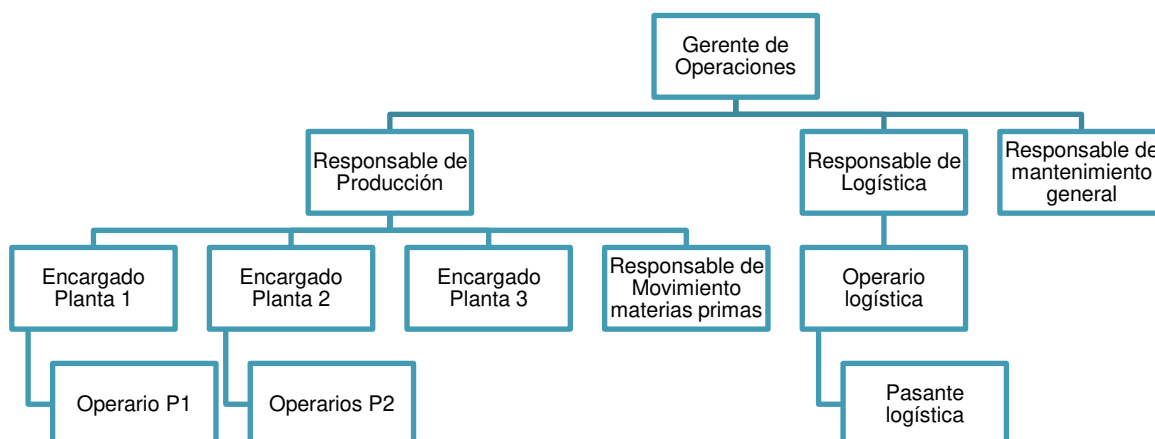 Gerente de
Operaciones
Responsable de
Producción
Responsable de
Logística
Responsable de
mantenimiento
general
Encargado
Planta 1
Encargado
Planta 2
Encargado
Planta 3
Responsable de
Movimiento
materias primas
Operario
logística
Operario P1
Operarios P2
Pasante
logística